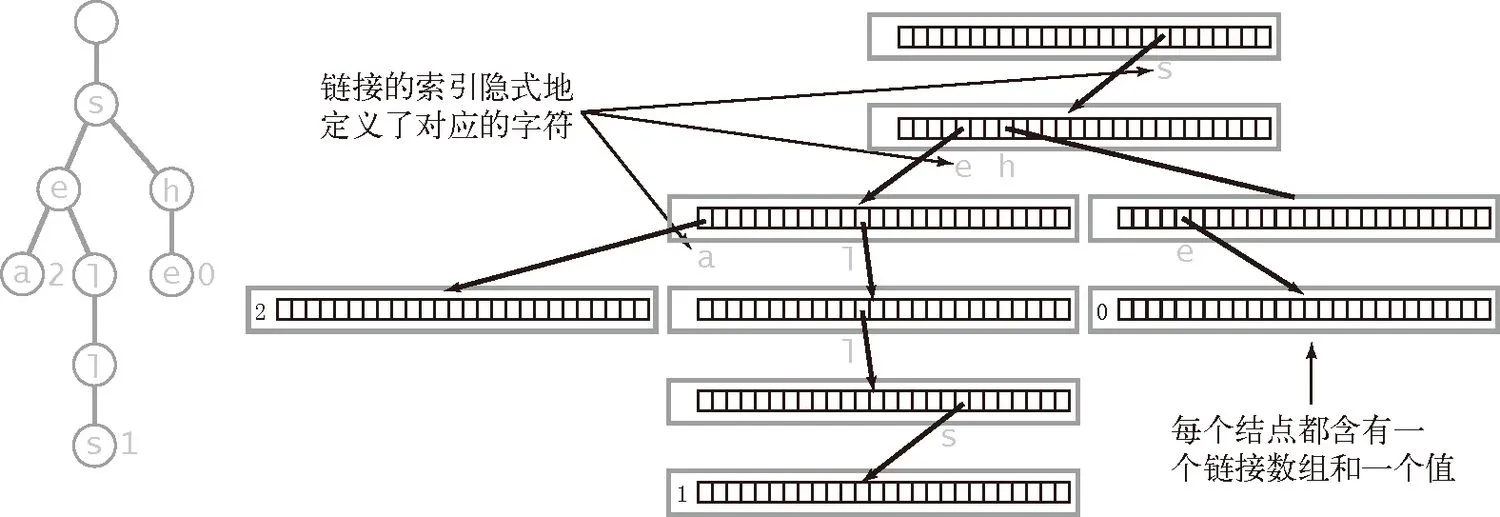 s
链接的索引隐式地
定义了对应的字符
s
e
h
e h
a
l
e
a 2
l
e 0
2
0
l
l
每个结点都含有一
个链接数组和一个值
s 1
s
1